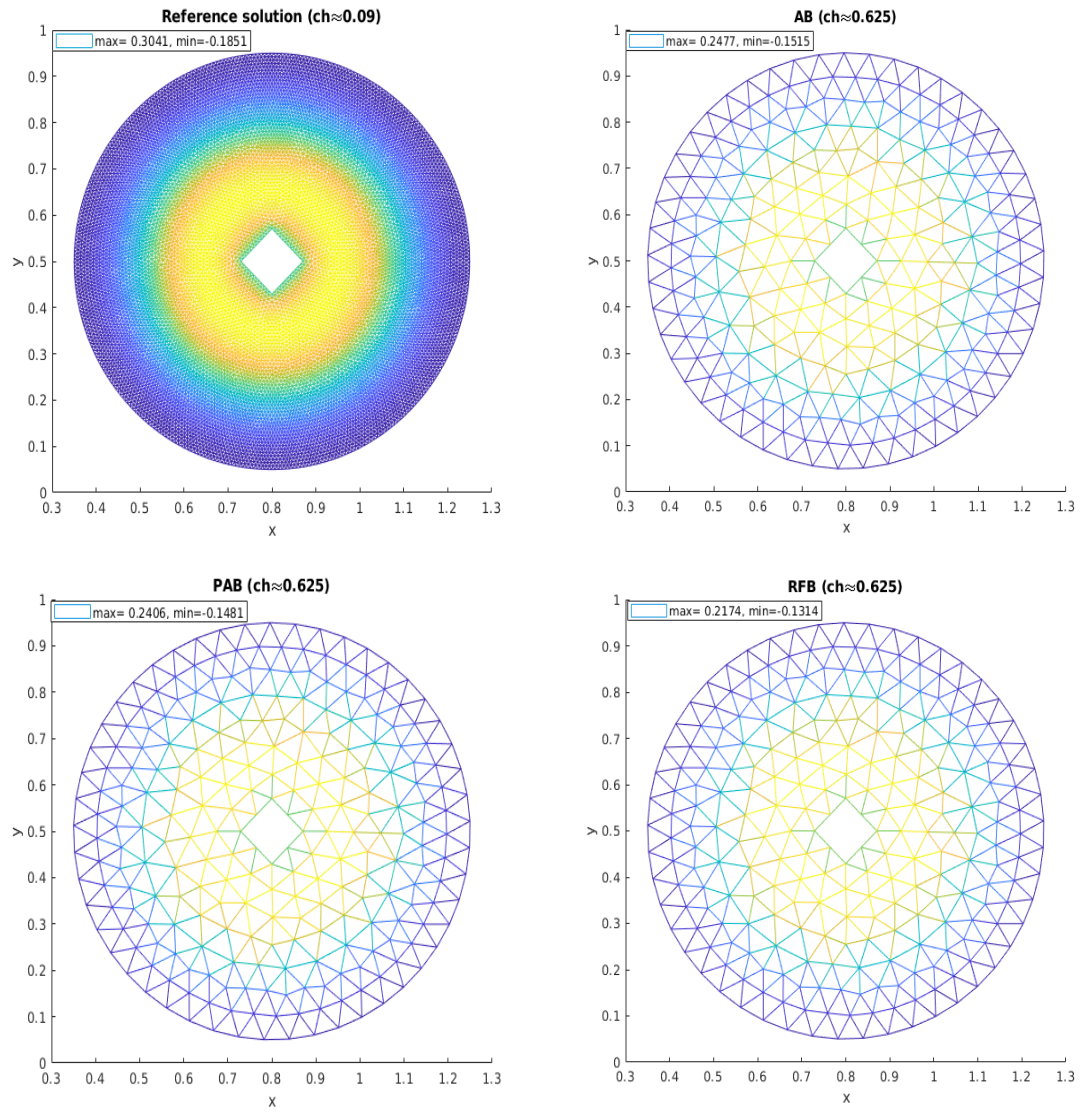 Reference solution (ch≈0.09)
max= 0.3041, min=-0.1851
1
0.9
0.8
0.7
0.6
0.5
0.4
0.3
0.2
0.1
0
y
0.3 0.4 0.5 0.6 0.7 0.8 0.9 1 1.1 1.2 1.3
x
AB (ch≈0.625)
max= 0.2477, min=-0.1515
1
0.9
0.8
0.7
0.6
0.5
0.4
0.3
0.2
0.1
0
y
0.3 0.4 0.5 0.6 0.7 0.8 0.9 1 1.1 1.2 1.3
x
PAB (ch≈0.625)
max= 0.2406, min=-0.1481
1
0.9
0.8
0.7
0.6
0.5
0.4
0.3
0.2
0.1
0
y
0.3 0.4 0.5 0.6 0.7 0.8 0.9 1 1.1 1.2 1.3
x
RFB (ch≈0.625)
max= 0.2174, min=-0.1314
1
0.9
0.8
0.7
0.6
0.5
0.4
0.3
0.2
0.1
0
y
0.3 0.4 0.5 0.6 0.7 0.8 0.9 1 1.1 1.2 1.3
x